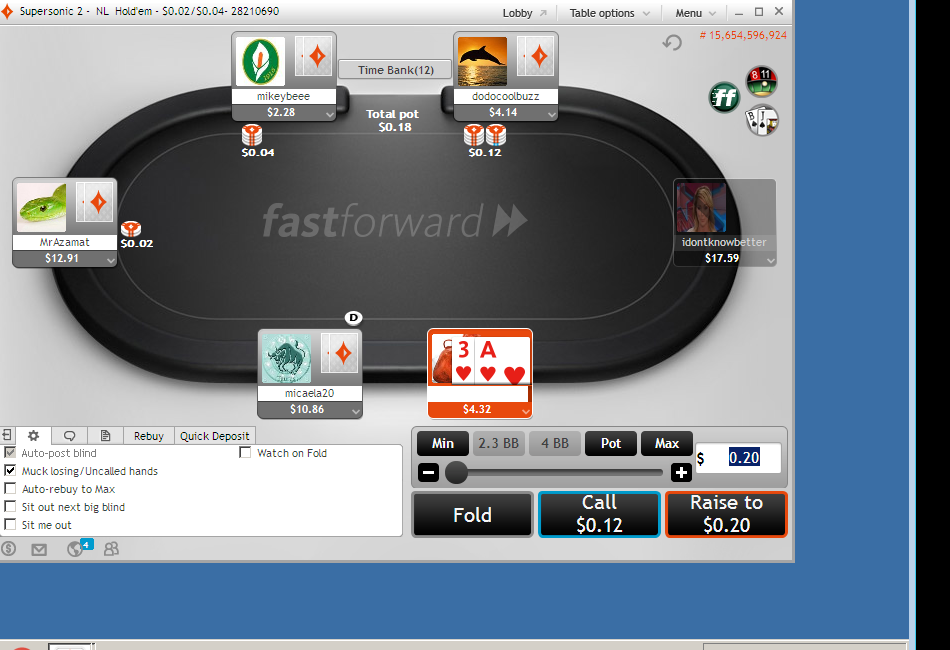 Supersonic 2 - NL Hold'em - $0.02/$0.04- 28210690
Lobby
Table options
Menu
# 15,654,596,924
mikeybeee
$2.28
Time Bank(12)
dodocoolbuzz
$4.14
Total pot
$0.18
ff
8 11
B J
$0.04
$0.12
MrAzamat
$12.91
$0.02
fastforward
idontknowbetter
$17.59
D
micaela20
$10.86
3 A
$4.32
Rebuy
Quick Deposit
Auto-post blind
Watch on Fold
Muck losing/Uncalled hands
Auto-rebuy to Max
Sit out next big blind
Sit me out
$
4
Min
2.3 BB
4 BB
Pot
Max
$ 0.20
Fold
Call
$0.12
Raise to
$0.20